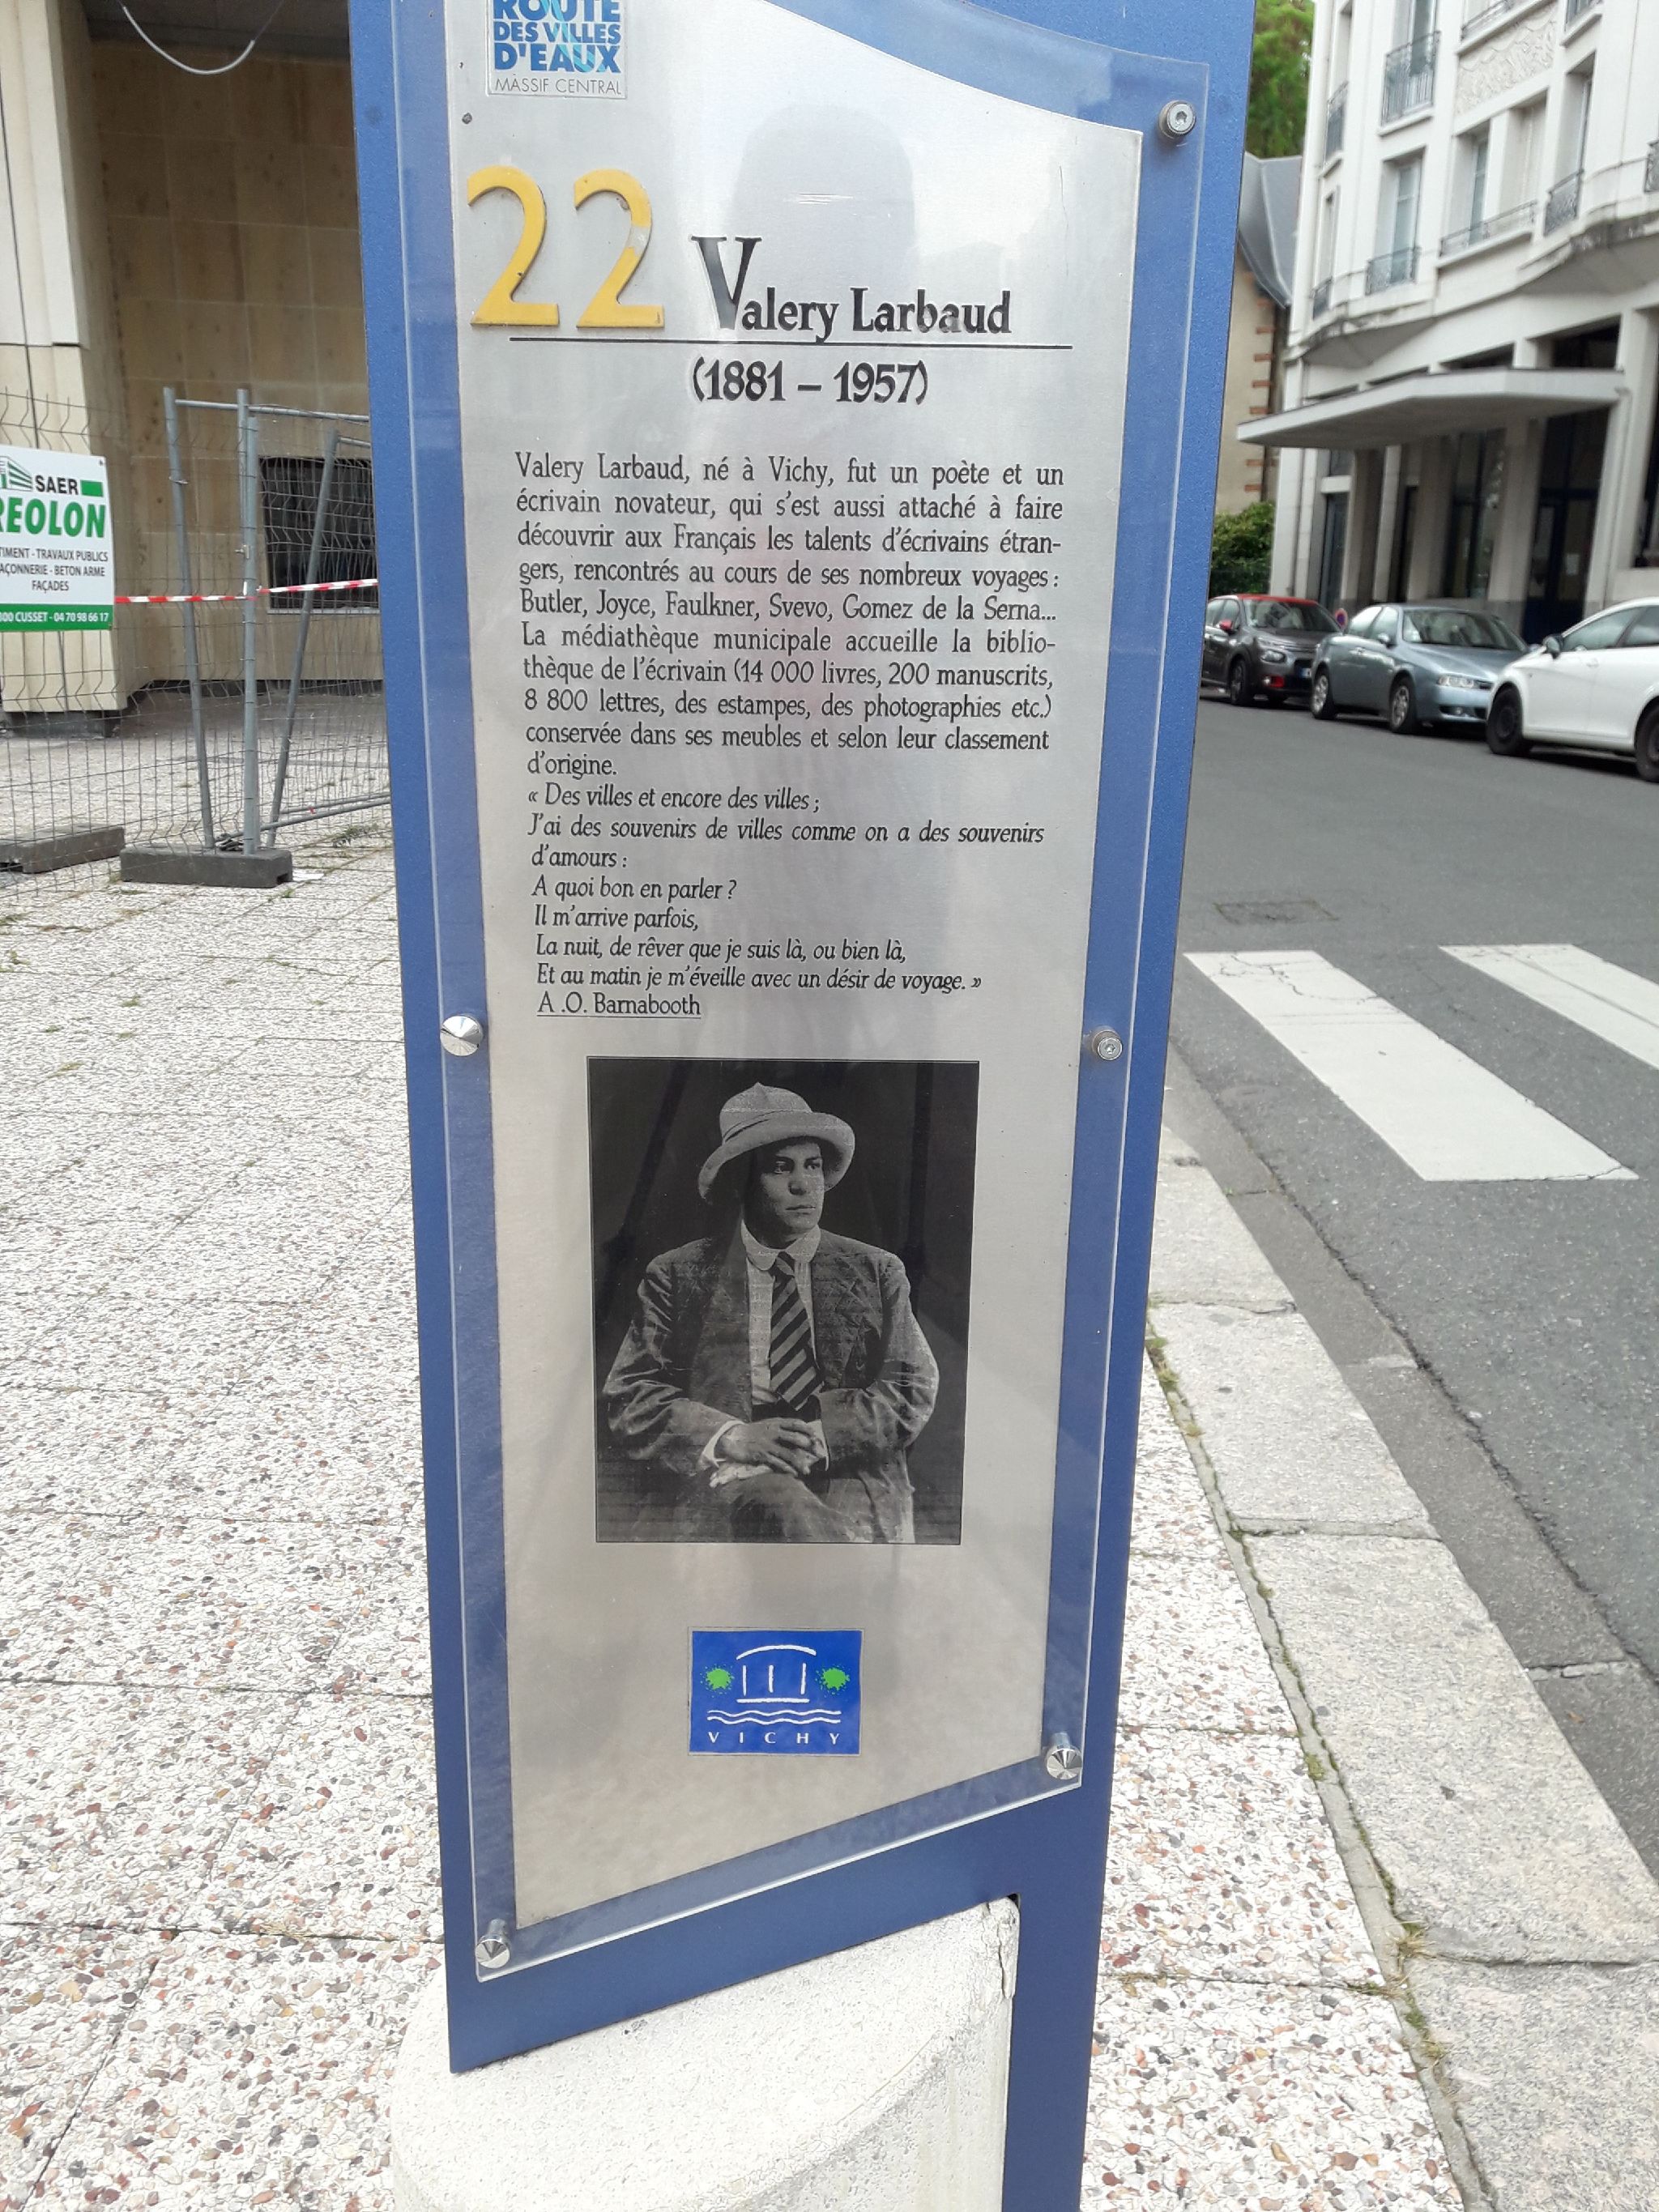 ROUTE
DES VILLES
D'EAUX
MASSIF CENTRAL
22
Valery Larbaud
(1881 – 1957)
Valery Larbaud, né à Vichy, fut un poète et un
écrivain novateur, qui s'est aussi attaché à faire
découvrir aux Français les talents d'écrivains étran-
gers, rencontrés au cours de ses nombreux voyages :
Butler, Joyce, Faulkner, Svevo, Gomez de la Serna...
La médiathèque municipale accueille la biblio-
thèque de l'écrivain (14 000 livres, 200 manuscrits,
8 800 lettres, des estampes, des photographies etc.)
conservée dans ses meubles et selon leur classement
d'origine.
« Des villes et encore des villes ;
J'ai des souvenirs de villes comme on a des souvenirs
d'amours :
A quoi bon en parler ?
Il m'arrive parfois,
La nuit, de rêver que je suis là, ou bien là,
Et au matin je m'éveille avec un désir de voyage. »
A .O. Barnabooth
VICHY
SAER
REOLON
TIMENT - TRAVAUX PUBLICS
AÇONNERIE - BETON ARME
FAÇADES
300 CUSSET - 04 70 98 66 17